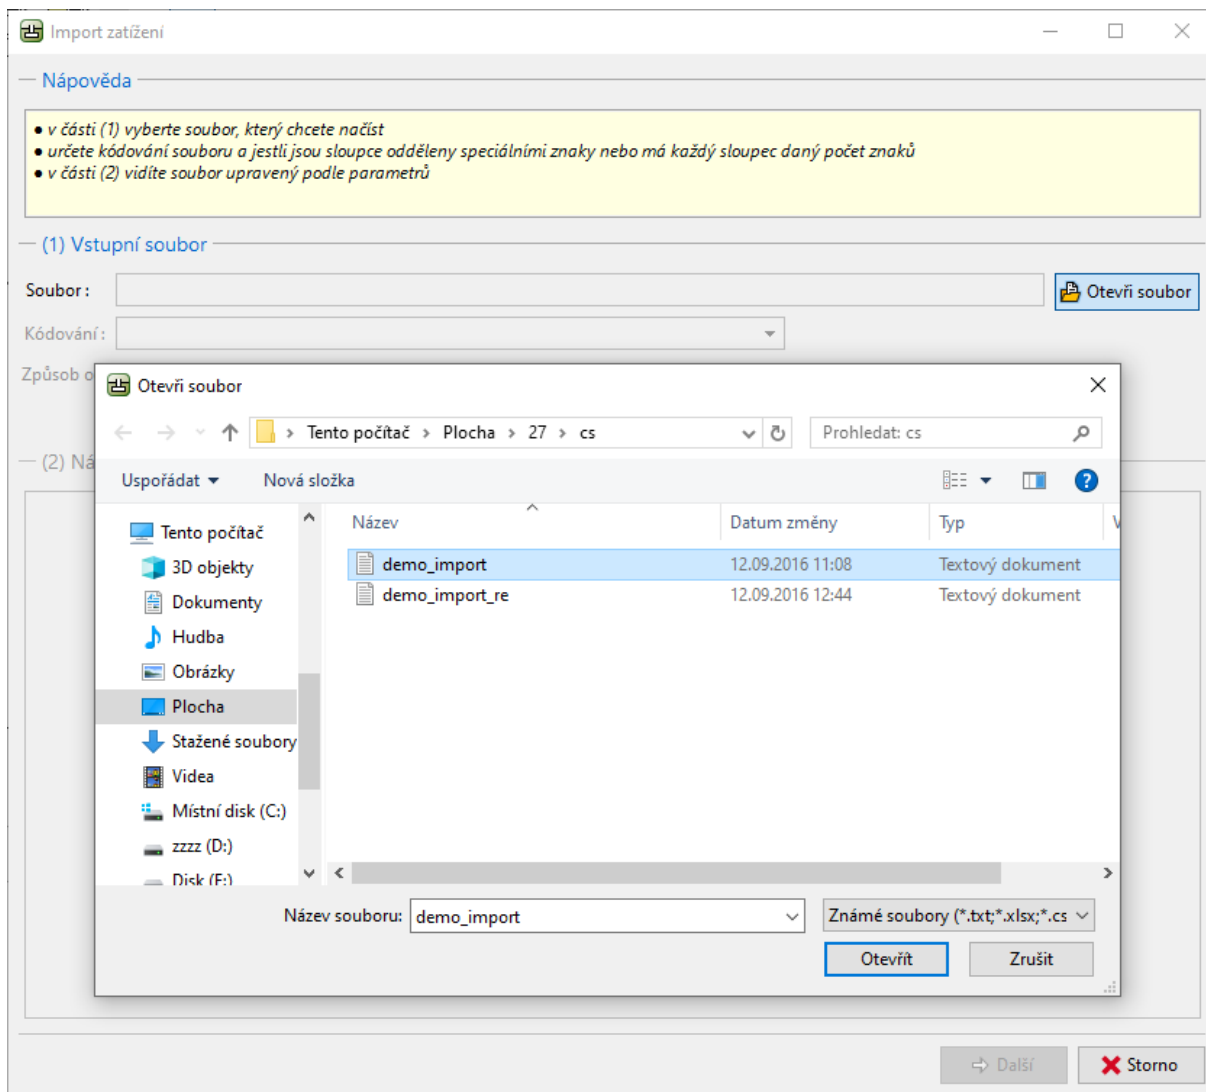 Import zatížení
Nápověda
● v části (1) vyberte soubor, který chcete načíst
● určete kódování souboru a jestli jsou sloupce odděleny speciálními znaky nebo má každý sloupec daný počet znaků
● v části (2) vidíte soubor upravený podle parametrů
(1) Vstupní soubor
Soubor :
Otevři soubor
Kódování :
Způsob o
Otevři soubor
Tento počítač > Plocha > 27 > cs
Prohledat: cs
(2) Ná
Uspořádat
Nová složka
Název
Datum změny
Typ
V
Tento počítač
3D objekty
Dokumenty
Hudba
Obrázky
Plocha
Stažené soubory
Videa
Místní disk (C:)
zzzz (D:)
Disk (F:)
demo_import 12.09.2016 11:08 Textový dokument
demo_import_re 12.09.2016 12:44 Textový dokument
Název souboru: demo_import
Známé soubory (*.txt;*.xlsx;*.cs
Otevřít
Zrušit
Další
Storno